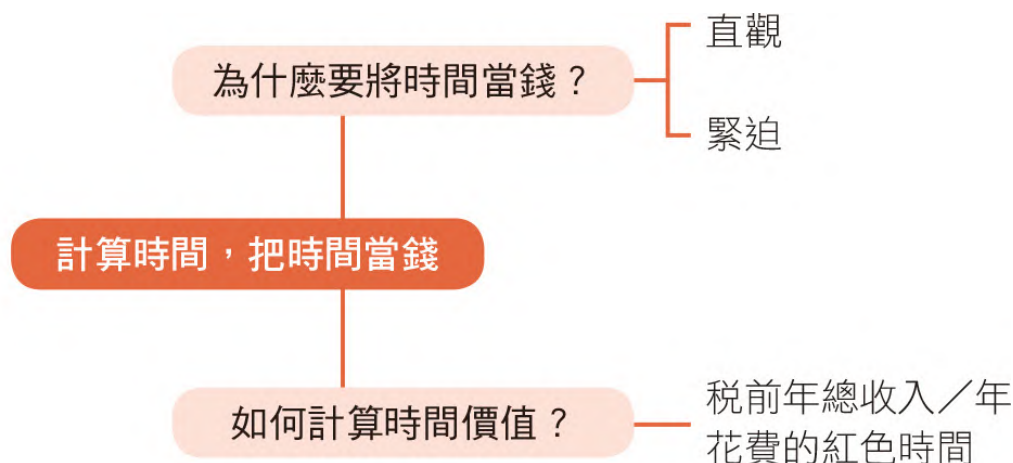 直觀
為什麼要將時間當錢？
緊迫
計算時間，把時間當錢
稅前年總收入／年
如何計算時間價值？
花費的紅色時間